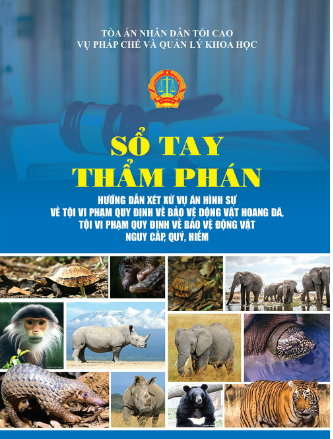 TÒA ÁN NHÂN DÂN TỐI CAO
VỤ PHÁP CHẾ VÀ QUẢN LÝ KHOA HỌC
SỔ TAY
THẨM PHÁN
HƯỚNG DẪN XÉT XỬ VỤ ÁN HÌNH SỰ
VỀ TỘI VI PHẠM QUY ĐỊNH VỀ BẢO VỆ ĐỘNG VẬT HOANG DÃ,
TỘI VI PHẠM QUY ĐỊNH VỀ BẢO VỆ ĐỘNG VẬT
NGUY CẤP, QUÝ, HIẾM